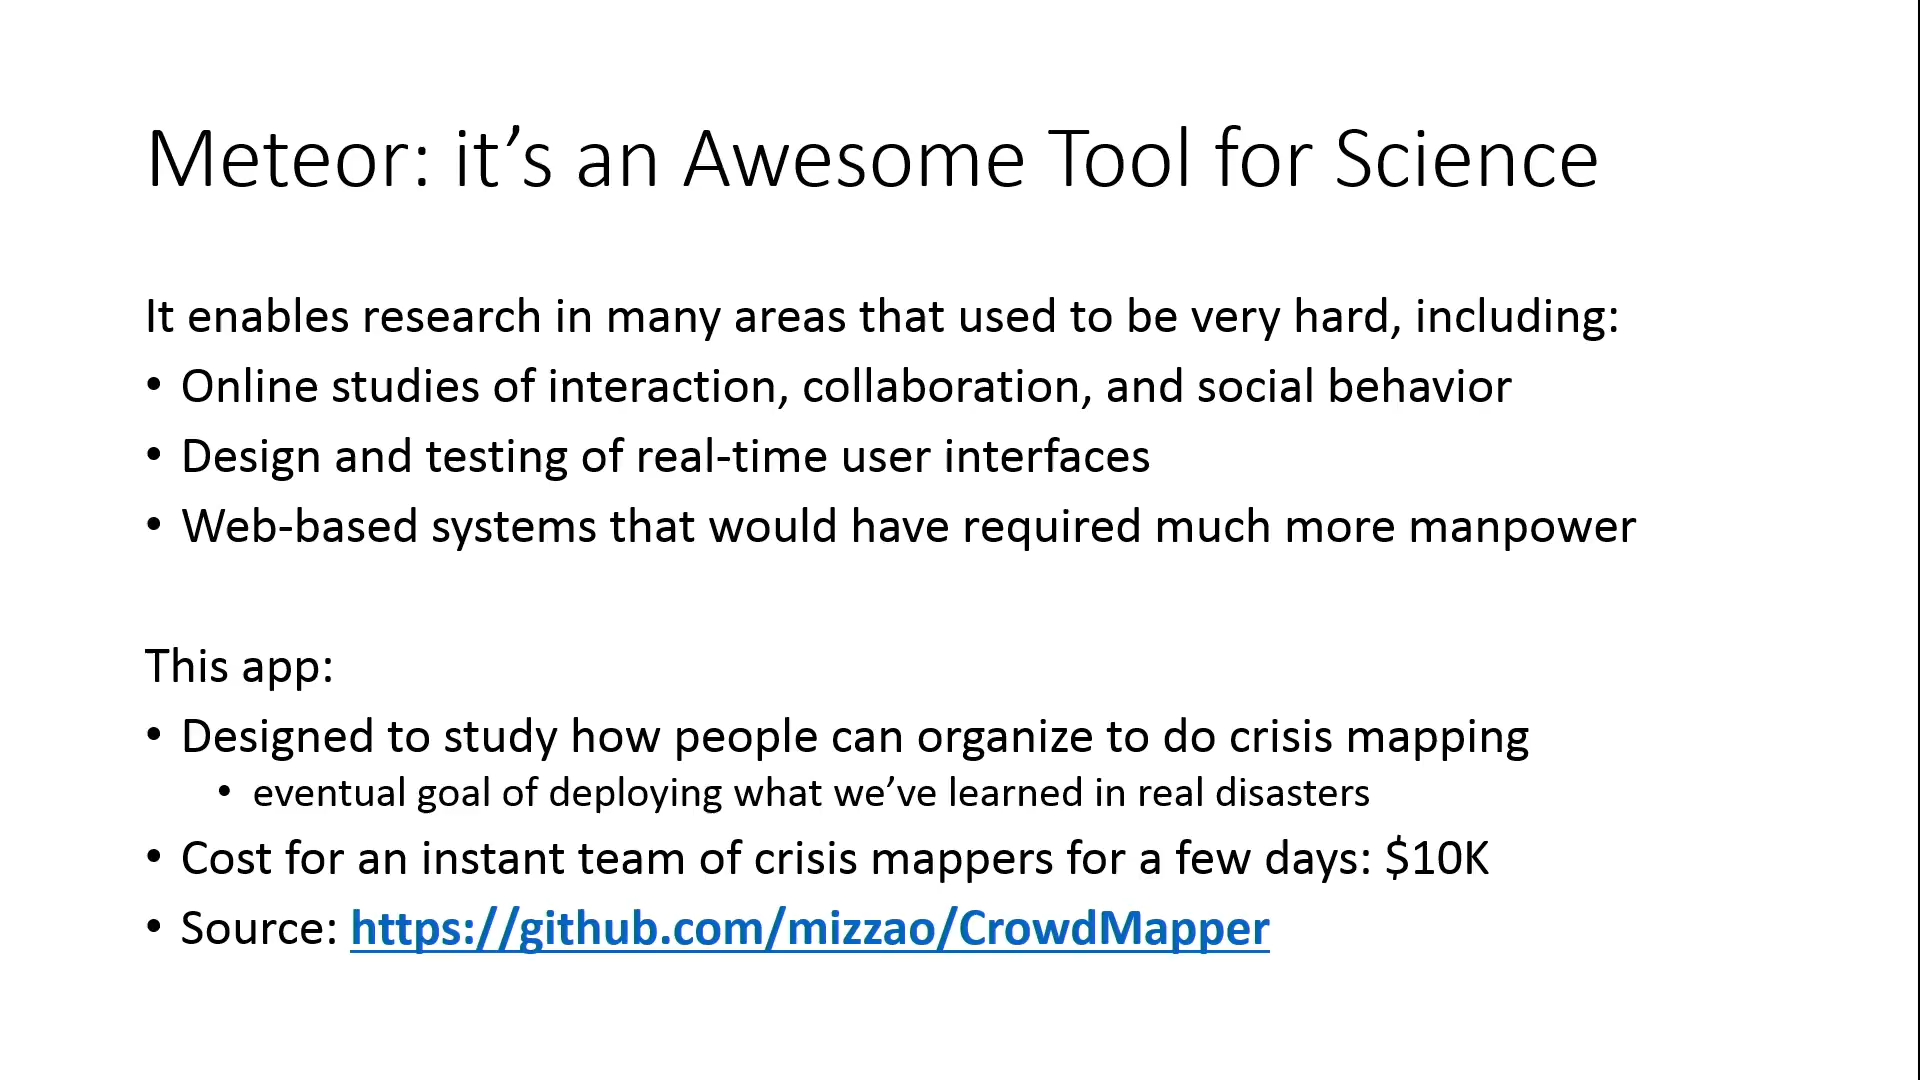 Meteor: it’s an Awesome Tool for Science
It enables research in many areas that used to be very hard, including:
• Online studies of interaction, collaboration, and social behavior
• Design and testing of real-time user interfaces
• Web-based systems that would have required much more manpower
This app:
• Designed to study how people can organize to do crisis mapping
• eventual goal of deploying what we’ve learned in real disasters
• Cost for an instant team of crisis mappers for a few days: $10K
• Source: https://github.com/mizzao/CrowdMapper